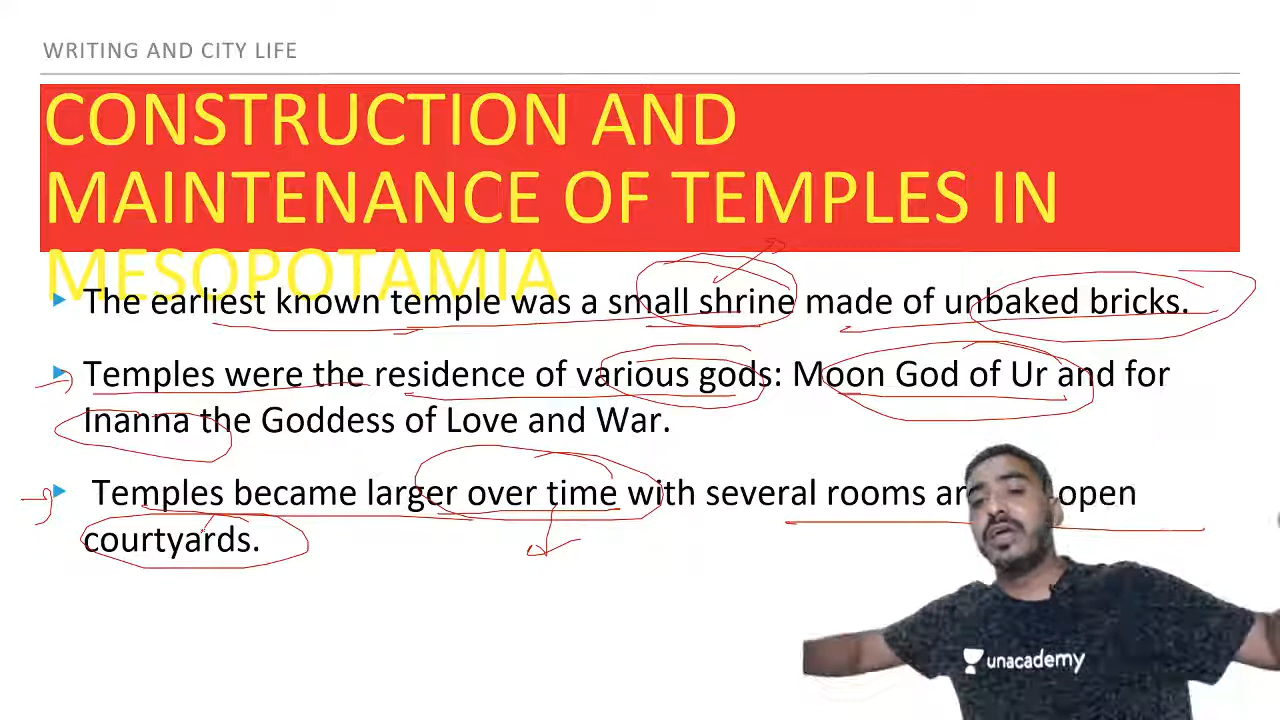 WRITING AND CITY LIFE
CONSTRUCTION AND
MAINTENANCE OF TEMPLES IN
MESOPOTAMIA
The earliest known temple was a small shrine made of unbaked bricks.
Temples were the residence of various gods: Moon God of Ur and for
Inanna the Goddess of Love and War.
Temples became larger over time with several rooms open
courtyards.
unacademy